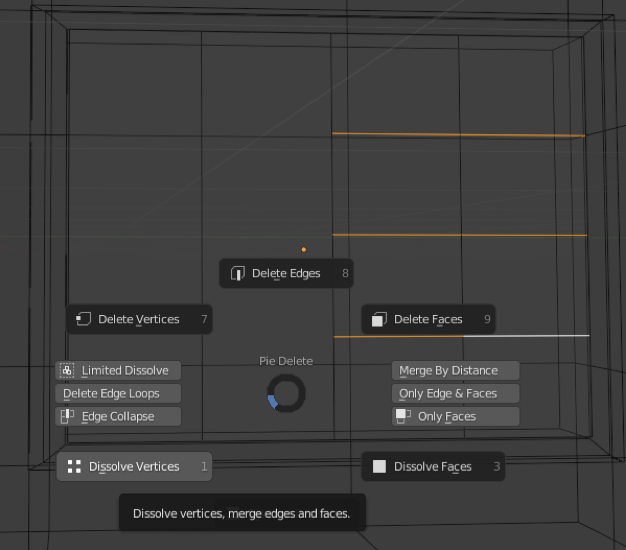 Delete Edges 8
Delete Vertices 7
Delete Faces 9
Pie Delete
Limited Dissolve
Merge By Distance
Delete Edge Loops
Only Edge & Faces
Edge Collapse
Only Faces
Dissolve Vertices 1
Dissolve Faces 3
Dissolve vertices, merge edges and faces.